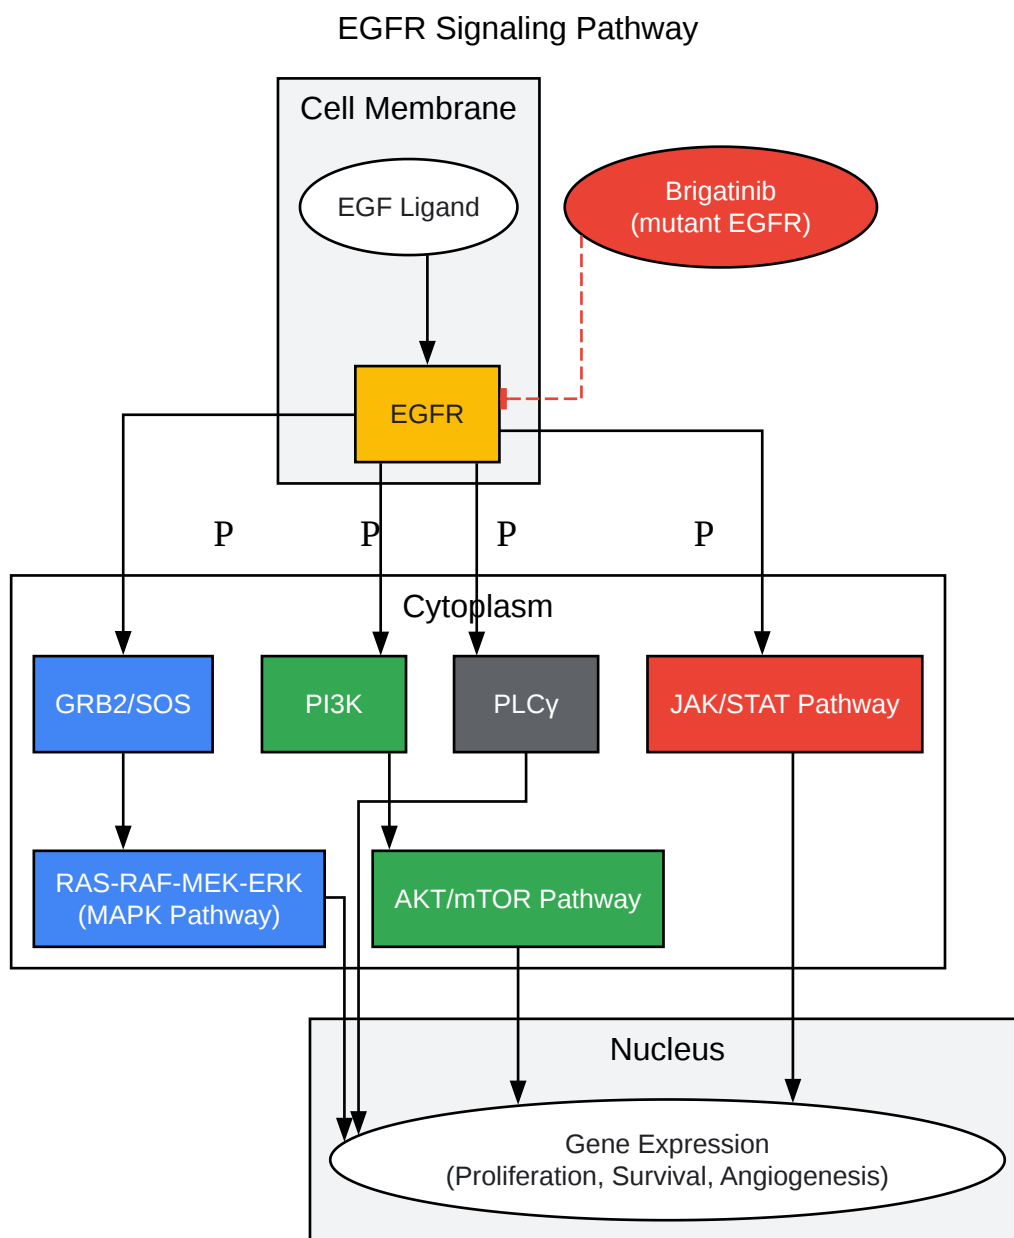 EGFR Signaling Pathway
Cell Membrane
EGF Ligand
Brigatinib
(mutant EGFR)
EGFR
P P P P
Cytoplasm
GRB2/SOS PI3K PLCγ JAK/STAT Pathway
RAS-RAF-MEK-ERK
(MAPK Pathway)
AKT/mTOR Pathway
Nucleus
Gene Expression
(Proliferation, Survival, Angiogenesis)